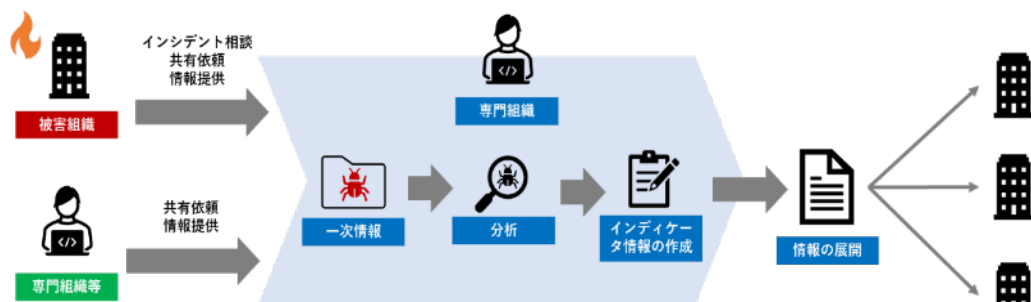 インシデント相談
共有依頼
情報提供
被害組織
専門組織
共有依頼
情報提供
専門組織等
一次情報
分析
インディケー
タ情報の作成
情報の展開